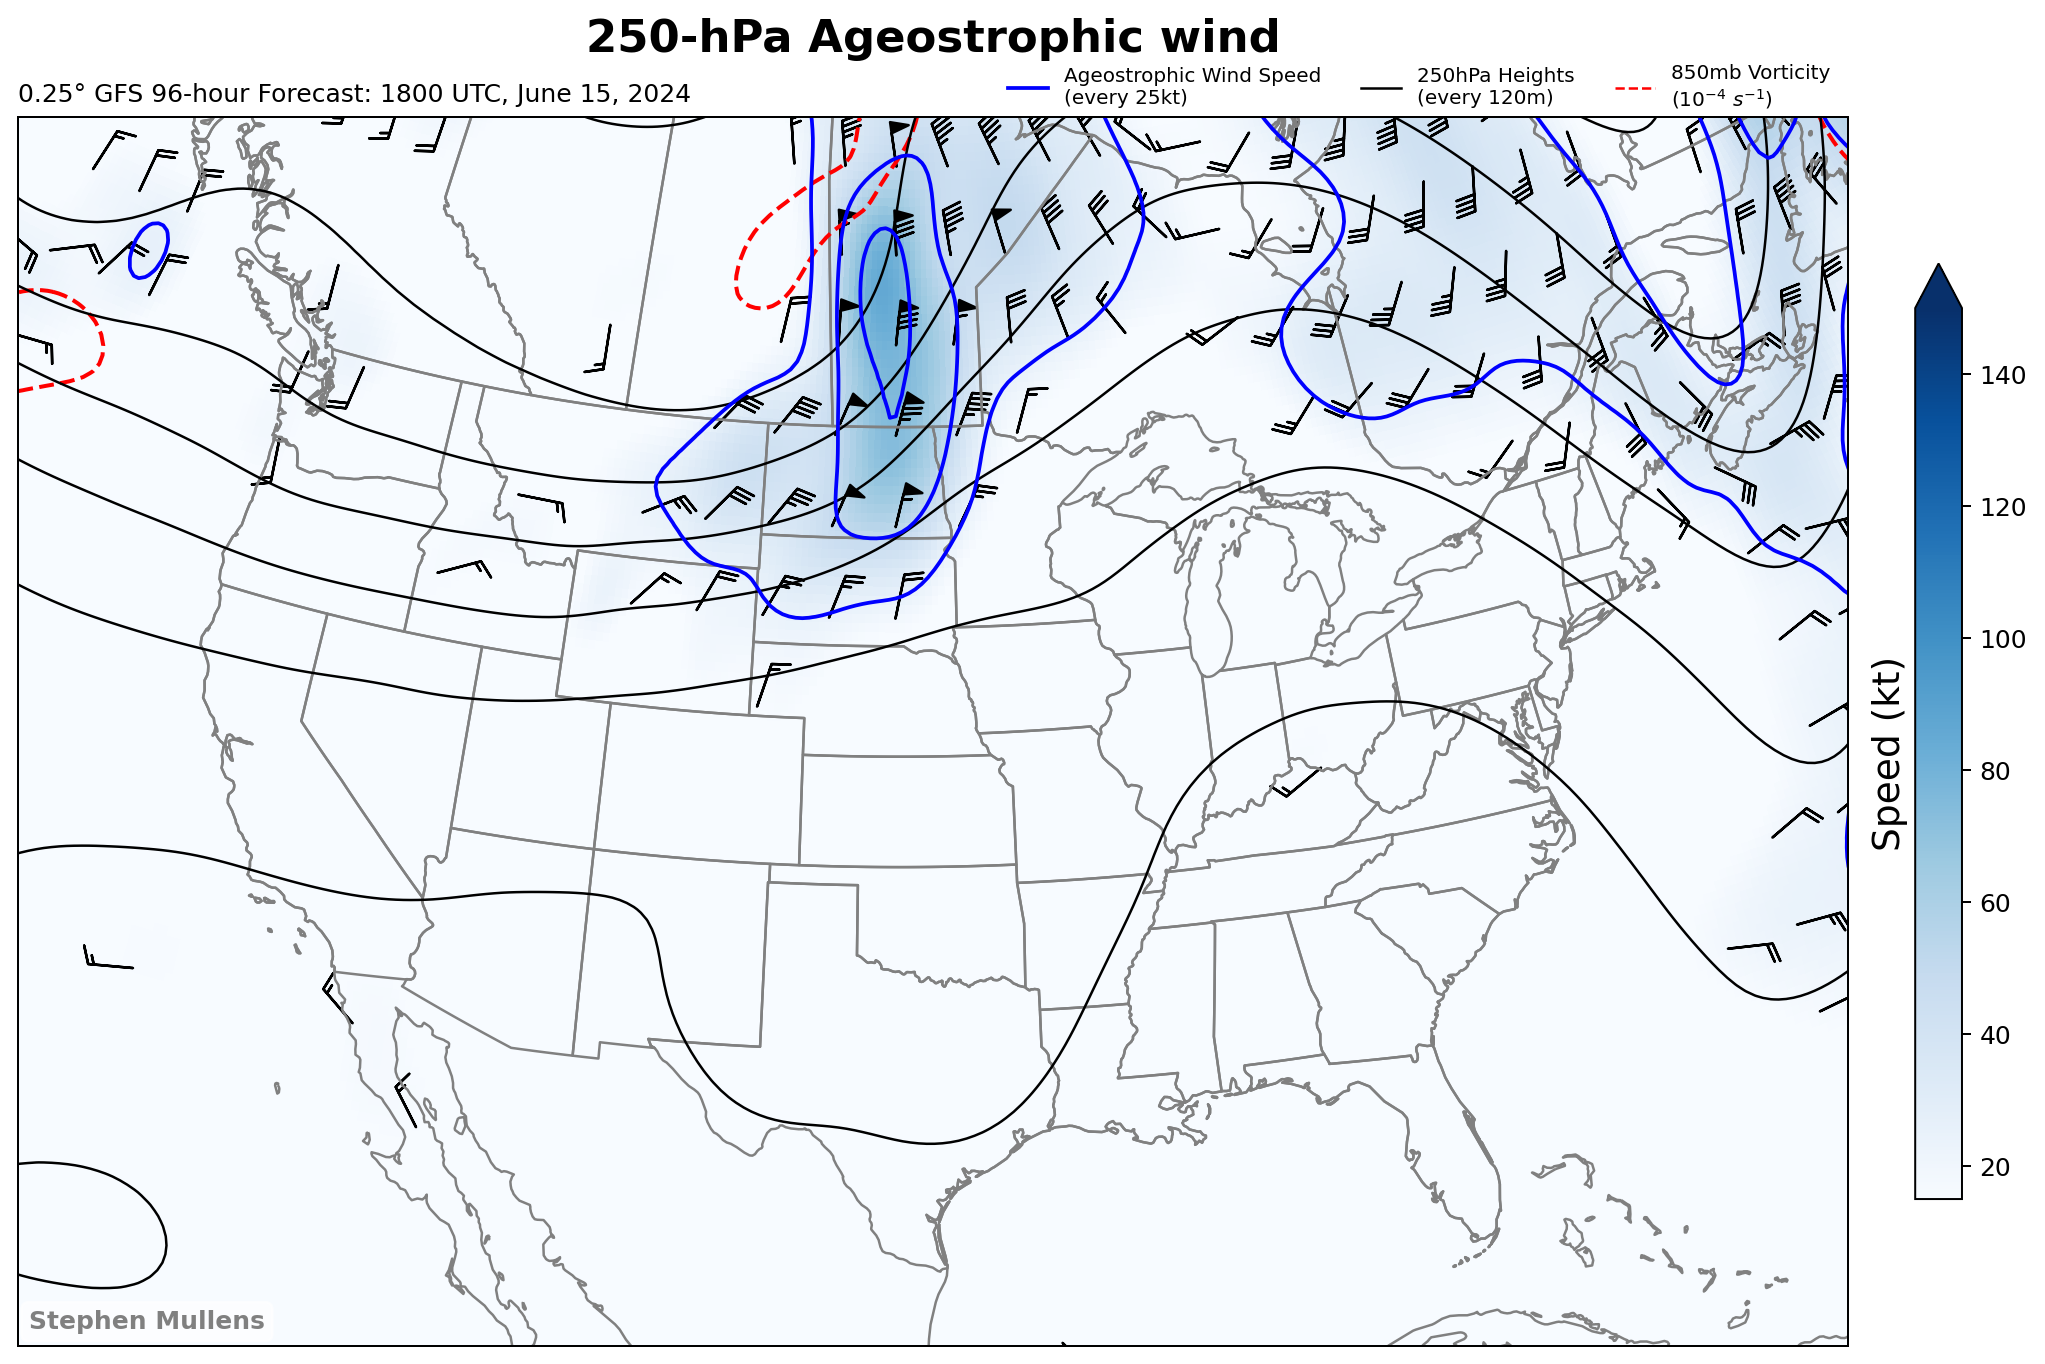 250-hPa Ageostrophic wind
0.25° GFS 96-hour Forecast: 1800 UTC, June 15, 2024
Ageostrophic Wind Speed
(every 25kt)
250hPa Heights
(every 120m)
850mb Vorticity
(10⁻⁴ s⁻¹)
140
120
100
80
60
40
20
Speed (kt)
Stephen Mullens